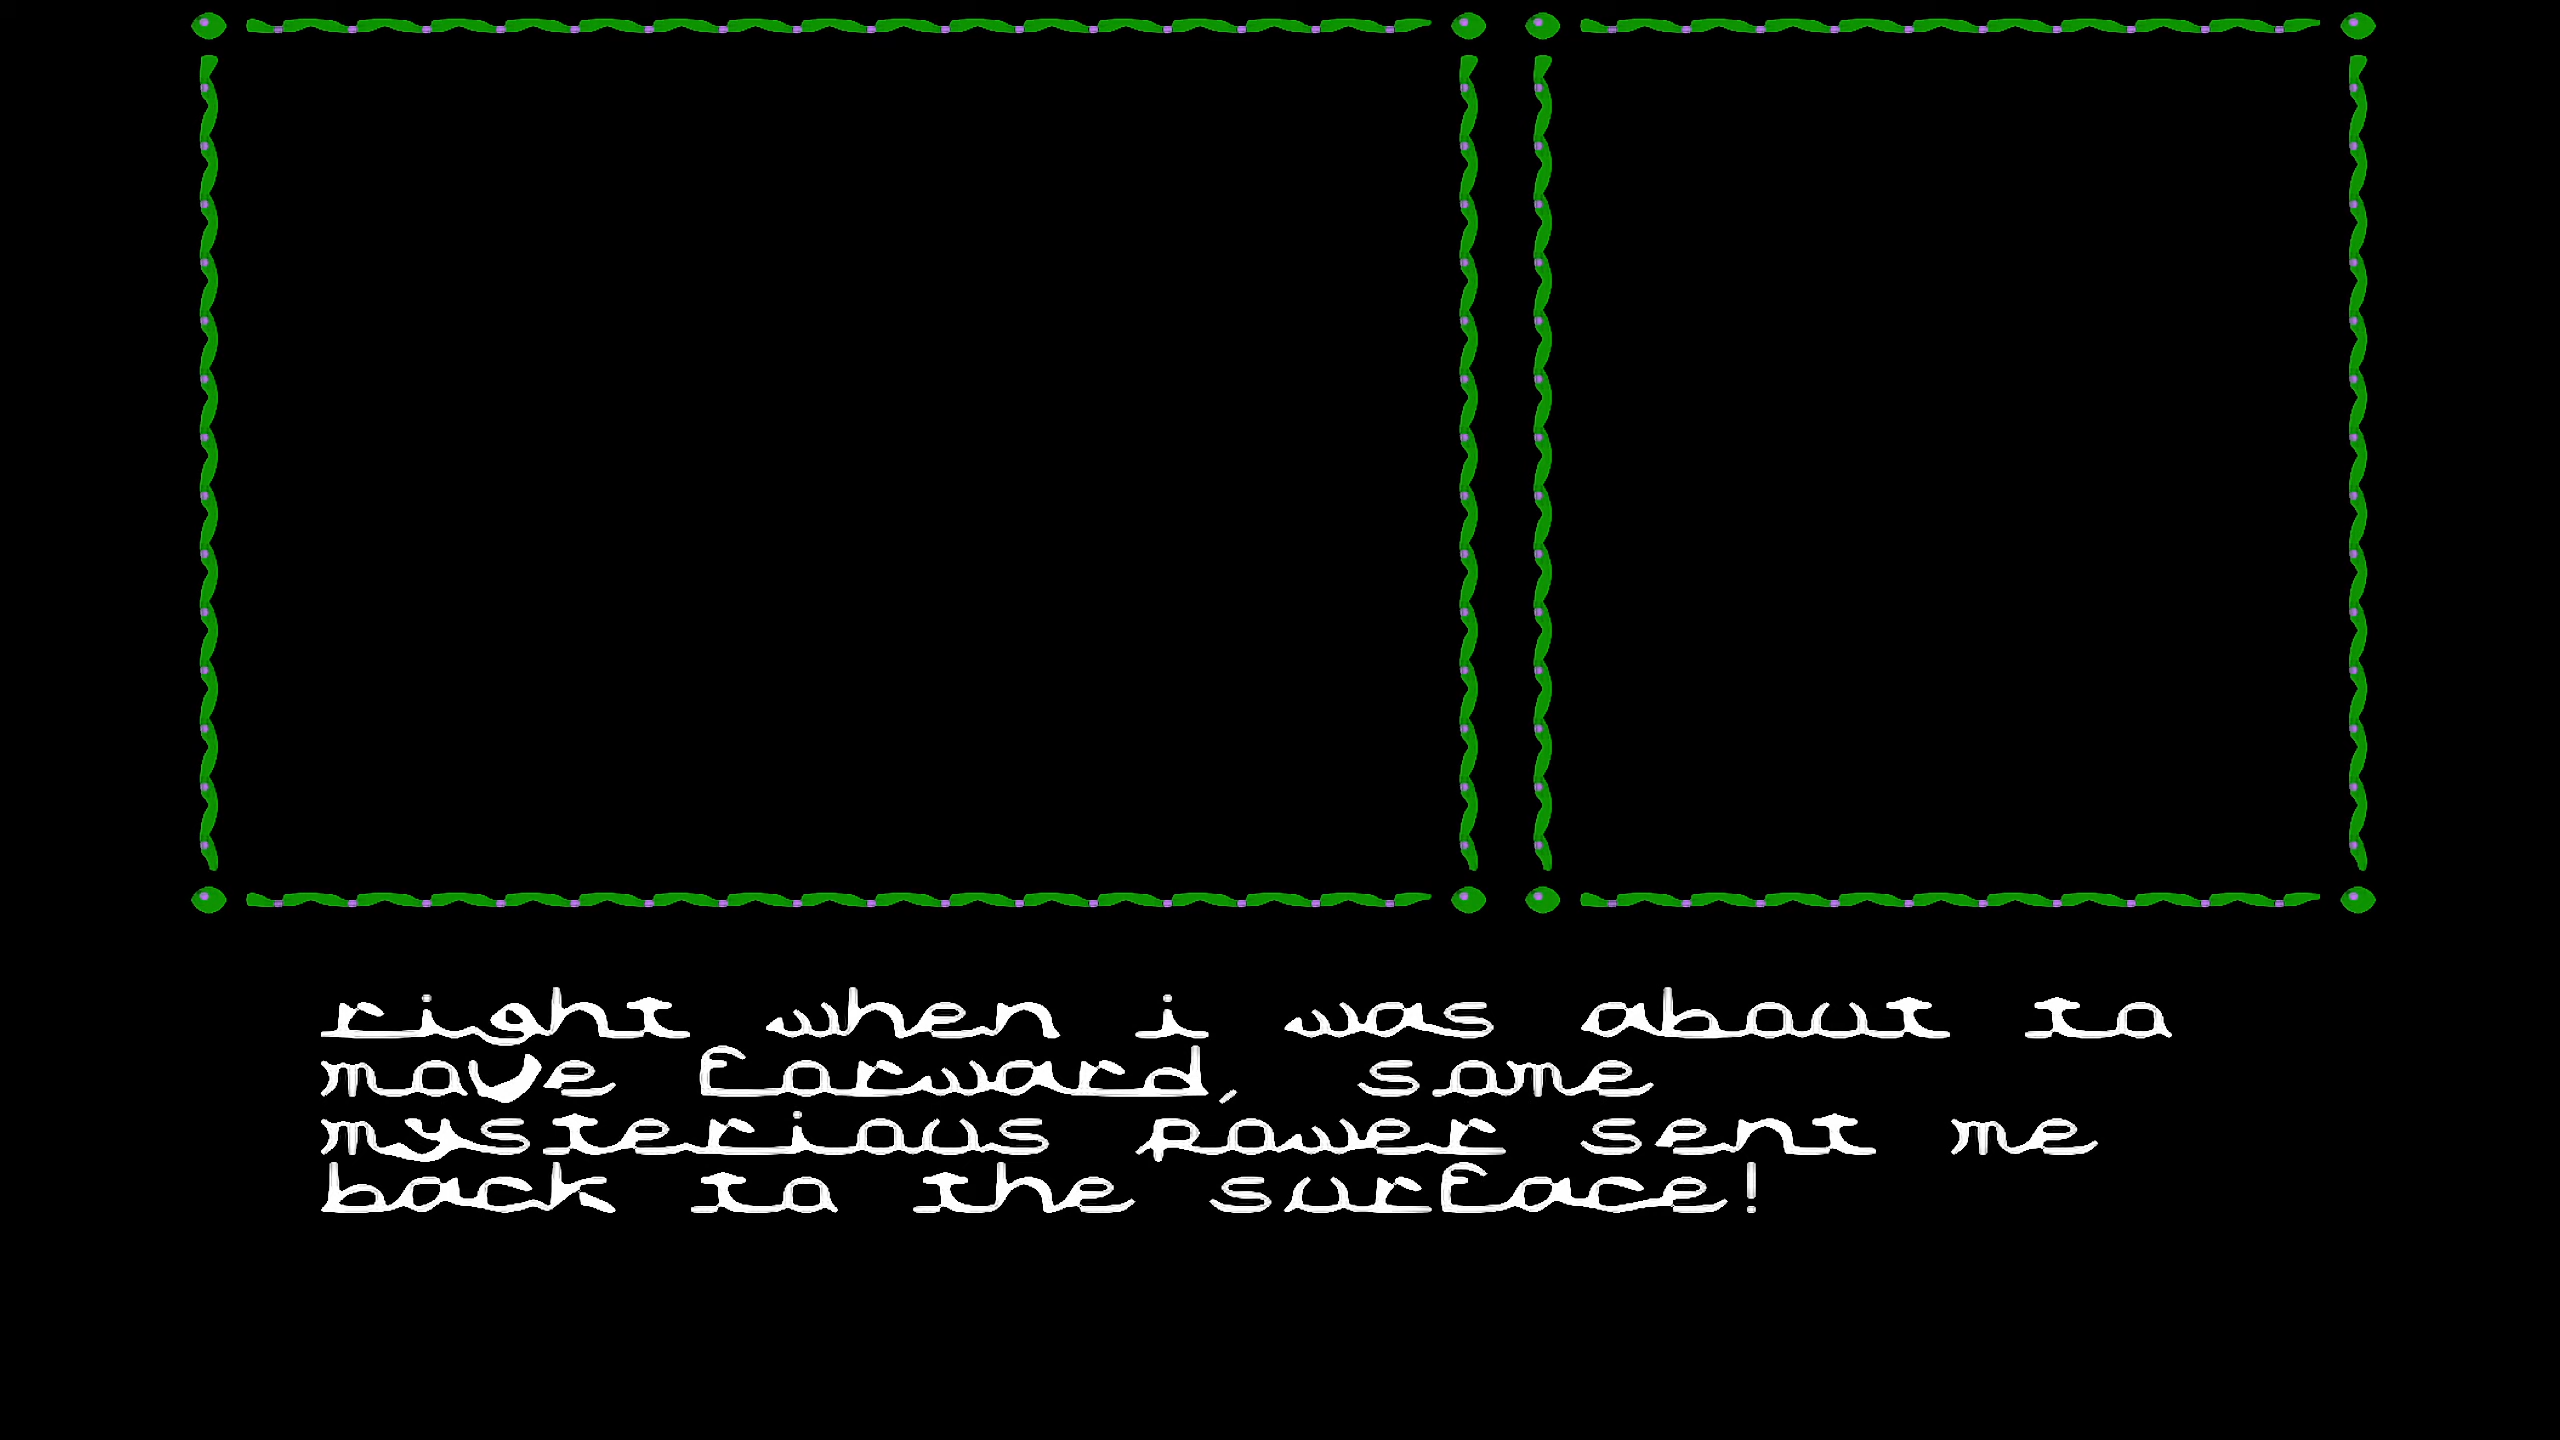 right when i was about to
move forward, some
mysterious power sent me
back to the surface!